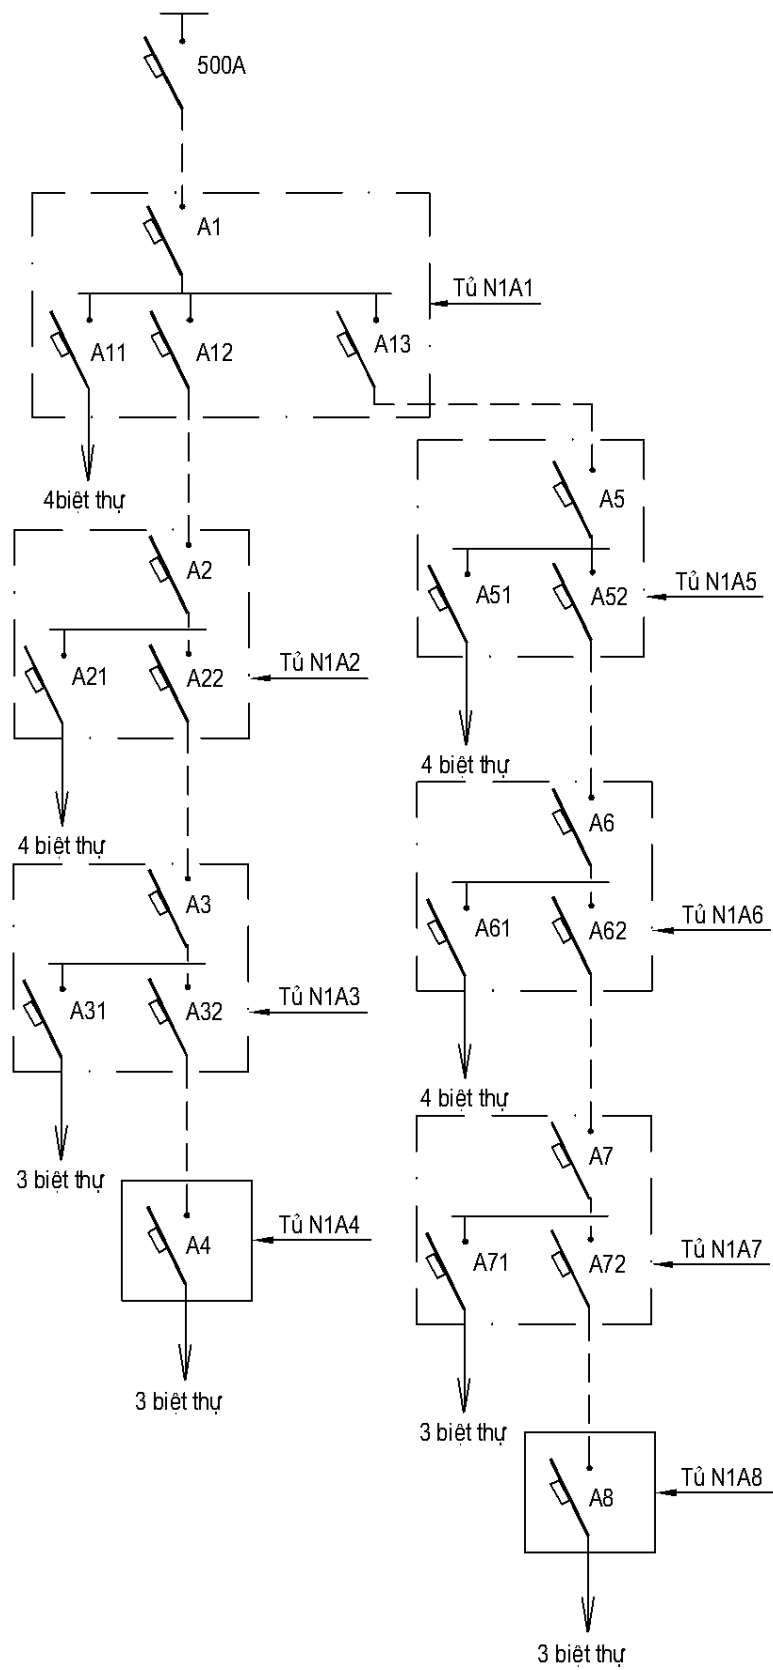 500A
A1
Tủ N1A1
A11
A12
A13
4biệt thự
A5
A2
A51
A52
Tủ N1A5
A21
A22
Tủ N1A2
4 biệt thự
A6
4 biệt thự
A3
A61
A62
Tủ N1A6
A31
A32
Tủ N1A3
4 biệt thự
A7
3 biệt thự
A4
Tủ N1A4
A71
A72
Tủ N1A7
3 biệt thự
3 biệt thự
A8
Tủ N1A8
3 biệt thự